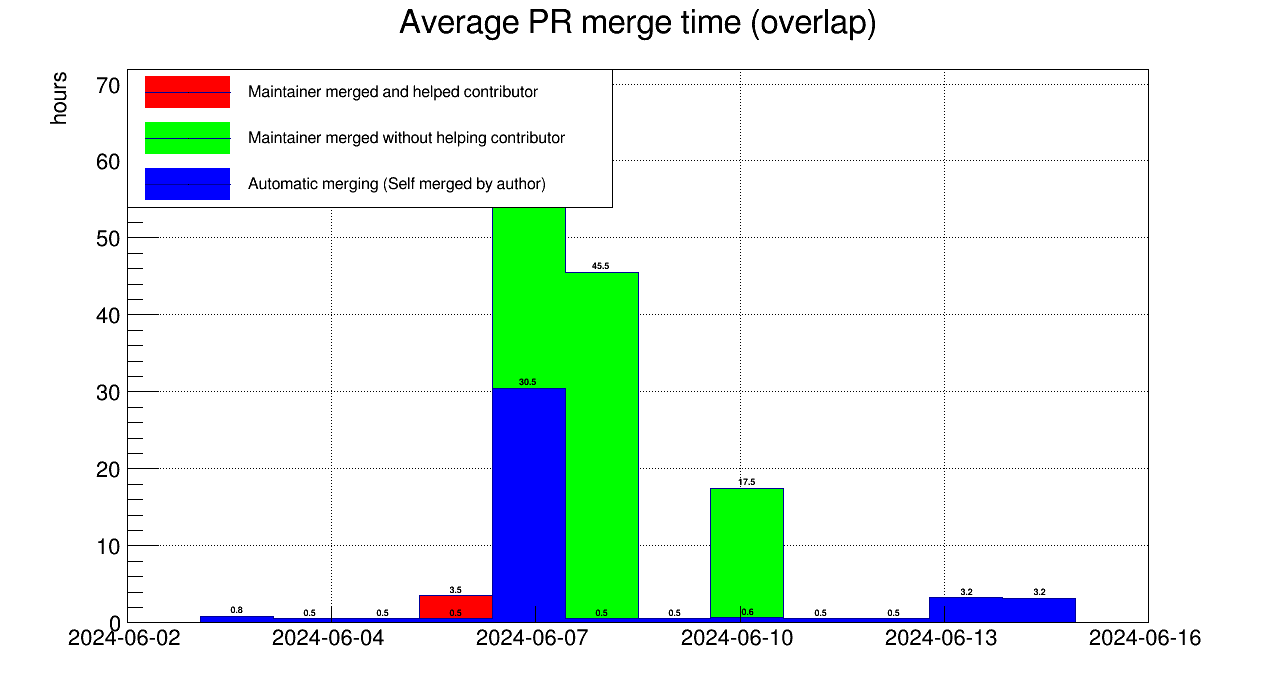 Average PR merge time (overlap)
hours
70
60
50
40
30
20
10
0
Maintainer merged and helped contributor
Maintainer merged without helping contributor
Automatic merging (Self merged by author)
45.5
30.5
17.5
3.5
3.2 3.2
0.8 0.5 0.5 0.5 0.5 0.5 0.6 0.5 0.5
2024-06-02 2024-06-04 2024-06-07 2024-06-10 2024-06-13 2024-06-16